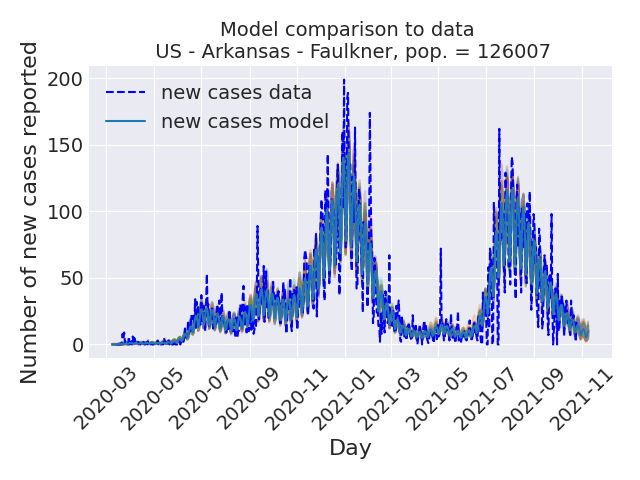 Model comparison to data
US - Arkansas - Faulkner, pop. = 126007
new cases data
new cases model
Number of new cases reported
200
150
100
50
0
2020-03
2020-05
2020-07
2020-09
2020-11
2021-01
2021-03
2021-05
2021-07
2021-09
2021-11
Day